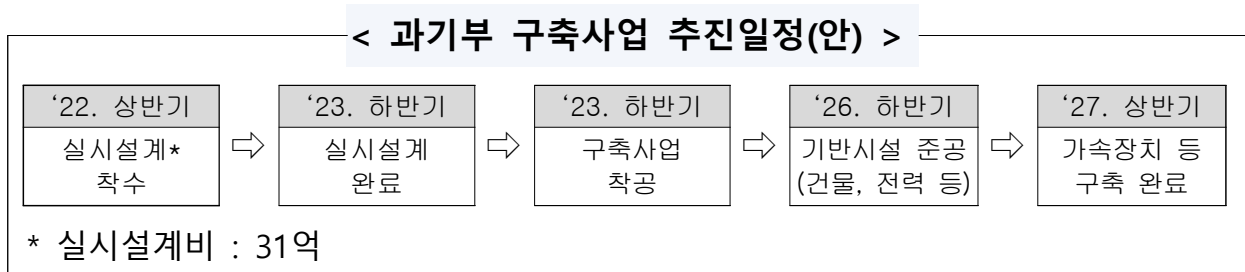 < 과기부 구축사업 추진일정(안) >
‘22. 상반기
실시설계*
착수
‘23. 하반기
실시설계
완료
‘23. 하반기
구축사업
착공
‘26. 하반기
기반시설 준공
(건물, 전력 등)
‘27. 상반기
가속장치 등
구축 완료
* 실시설계비 : 31억